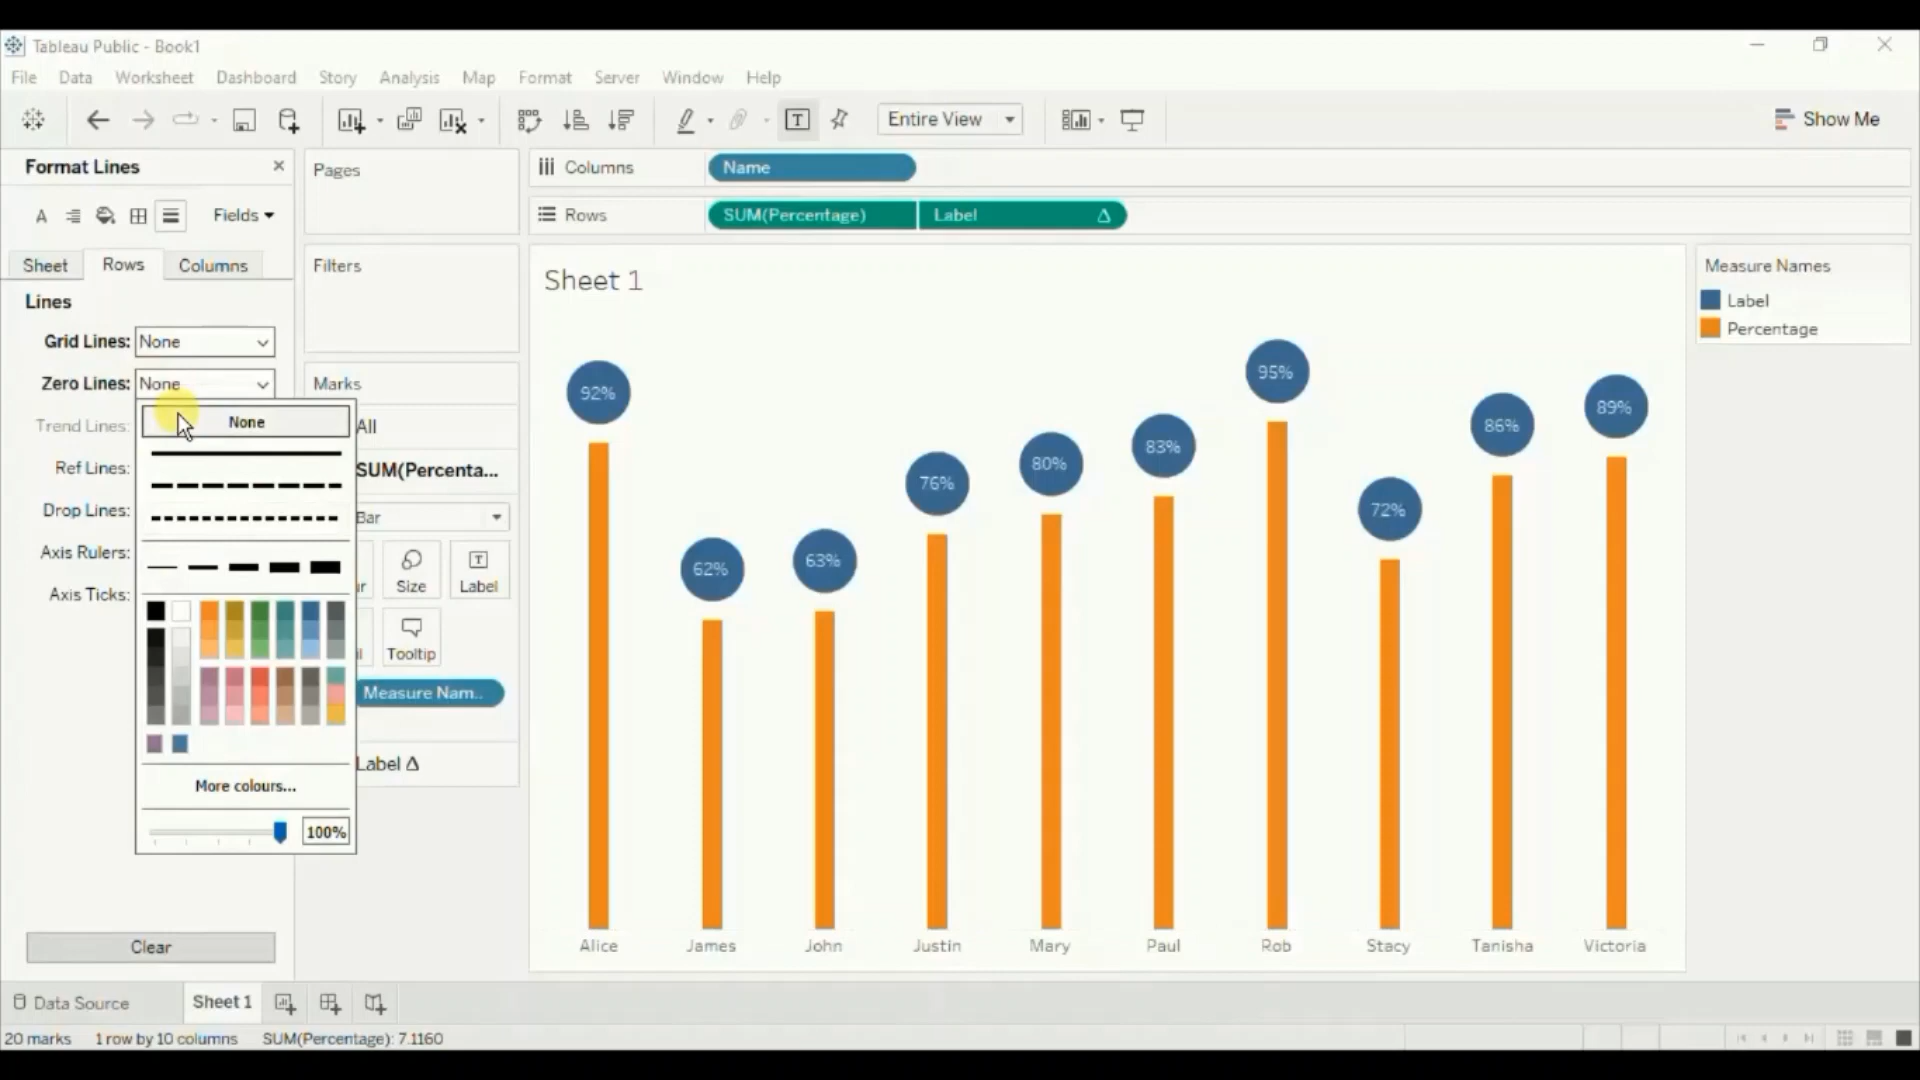 Tableau Public - Book1
File Data Worksheet Dashboard Story Analysis Map Format Server Window Help
Entire View
Show Me
Format Lines
Fields
Sheet Rows Columns
Lines
Grid Lines: None
Zero Lines: None
Trend Lines:
Ref Lines:
Drop Lines:
Axis Rulers:
Axis Ticks:
None
More colours...
100%
Clear
Pages
Filters
Marks
All
SUM(Percenta...
Bar
Size
Label
Tooltip
Measure Nam..
Label Δ
Columns Name
Rows SUM(Percentage) Label Δ
Sheet 1
92%
62%
63%
76%
80%
83%
95%
72%
86%
89%
Alice James John Justin Mary Paul Rob Stacy Tanisha Victoria
Measure Names
Label
Percentage
Data Source Sheet 1
20 marks 1 row by 10 columns SUM(Percentage): 7.1160